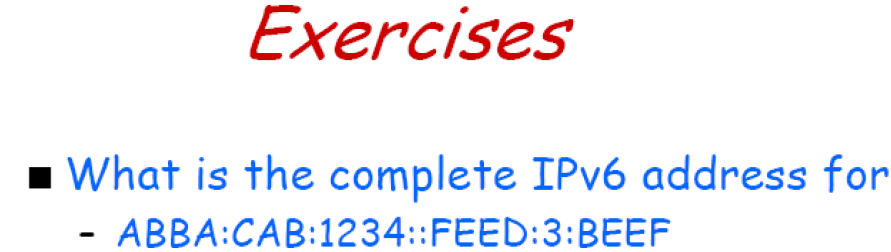 Exercises
■ What is the complete IPv6 address for
- ABBA:CAB:1234::FEED:3:BEEF